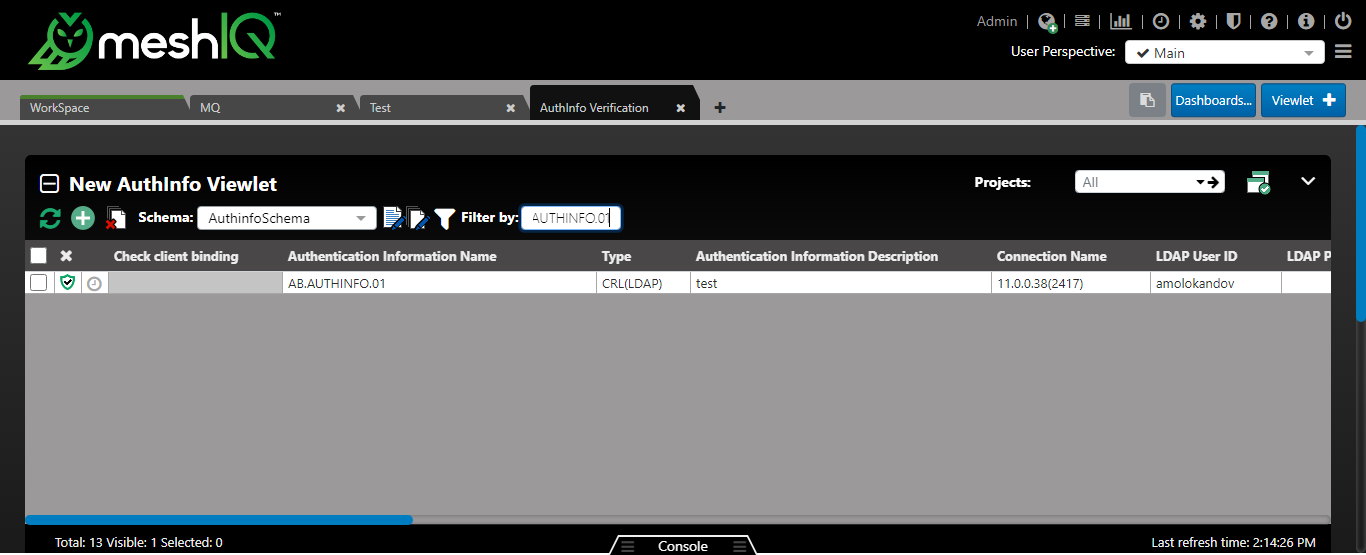 meshIQ™
Admin
User Perspective: Main
WorkSpace MQ Test AuthInfo Verification
Dashboards... Viewlet
New AuthInfo Viewlet Projects: All
Schema: AuthinfoSchema Filter by: AUTHINFO.01
Check client binding Authentication Information Name Type Authentication Information Description Connection Name LDAP User ID LDAP P
AB.AUTHINFO.01 CRL(LDAP) test 11.0.0.38(2417) amolokandov
Total: 13 Visible: 1 Selected: 0 Console Last refresh time: 2:14:26 PM